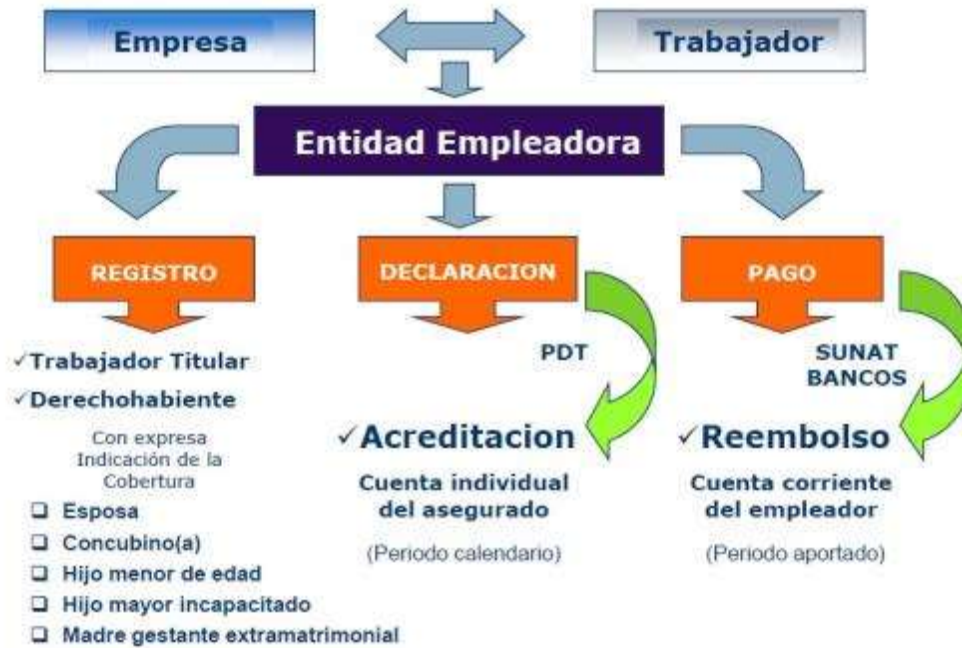 Empresa
Trabajador
Entidad Empleadora
REGISTRO
✓Trabajador Titular
✓Derechohabiente
Con expresa
Indicación de la
Cobertura
❑ Esposa
❑ Concubino(a)
❑ Hijo menor de edad
❑ Hijo mayor incapacitado
❑ Madre gestante extramatrimonial
DECLARACION
PDT
✓Acreditacion
Cuenta individual
del asegurado
(Periodo calendario)
PAGO
SUNAT
BANCOS
✓Reembolso
Cuenta corriente
del empleador
(Periodo aportado)